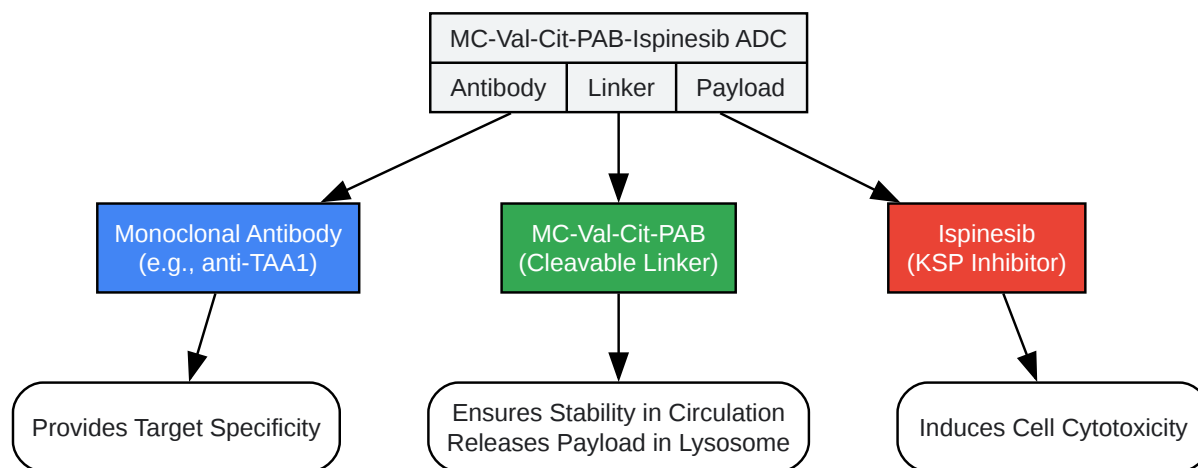 MC-Val-Cit-PAB-Ispinesib ADC
Antibody Linker Payload
Monoclonal Antibody
(e.g., anti-TAA1)
MC-Val-Cit-PAB
(Cleavable Linker)
Ispinesib
(KSP Inhibitor)
Provides Target Specificity
Ensures Stability in Circulation
Releases Payload in Lysosome
Induces Cell Cytotoxicity